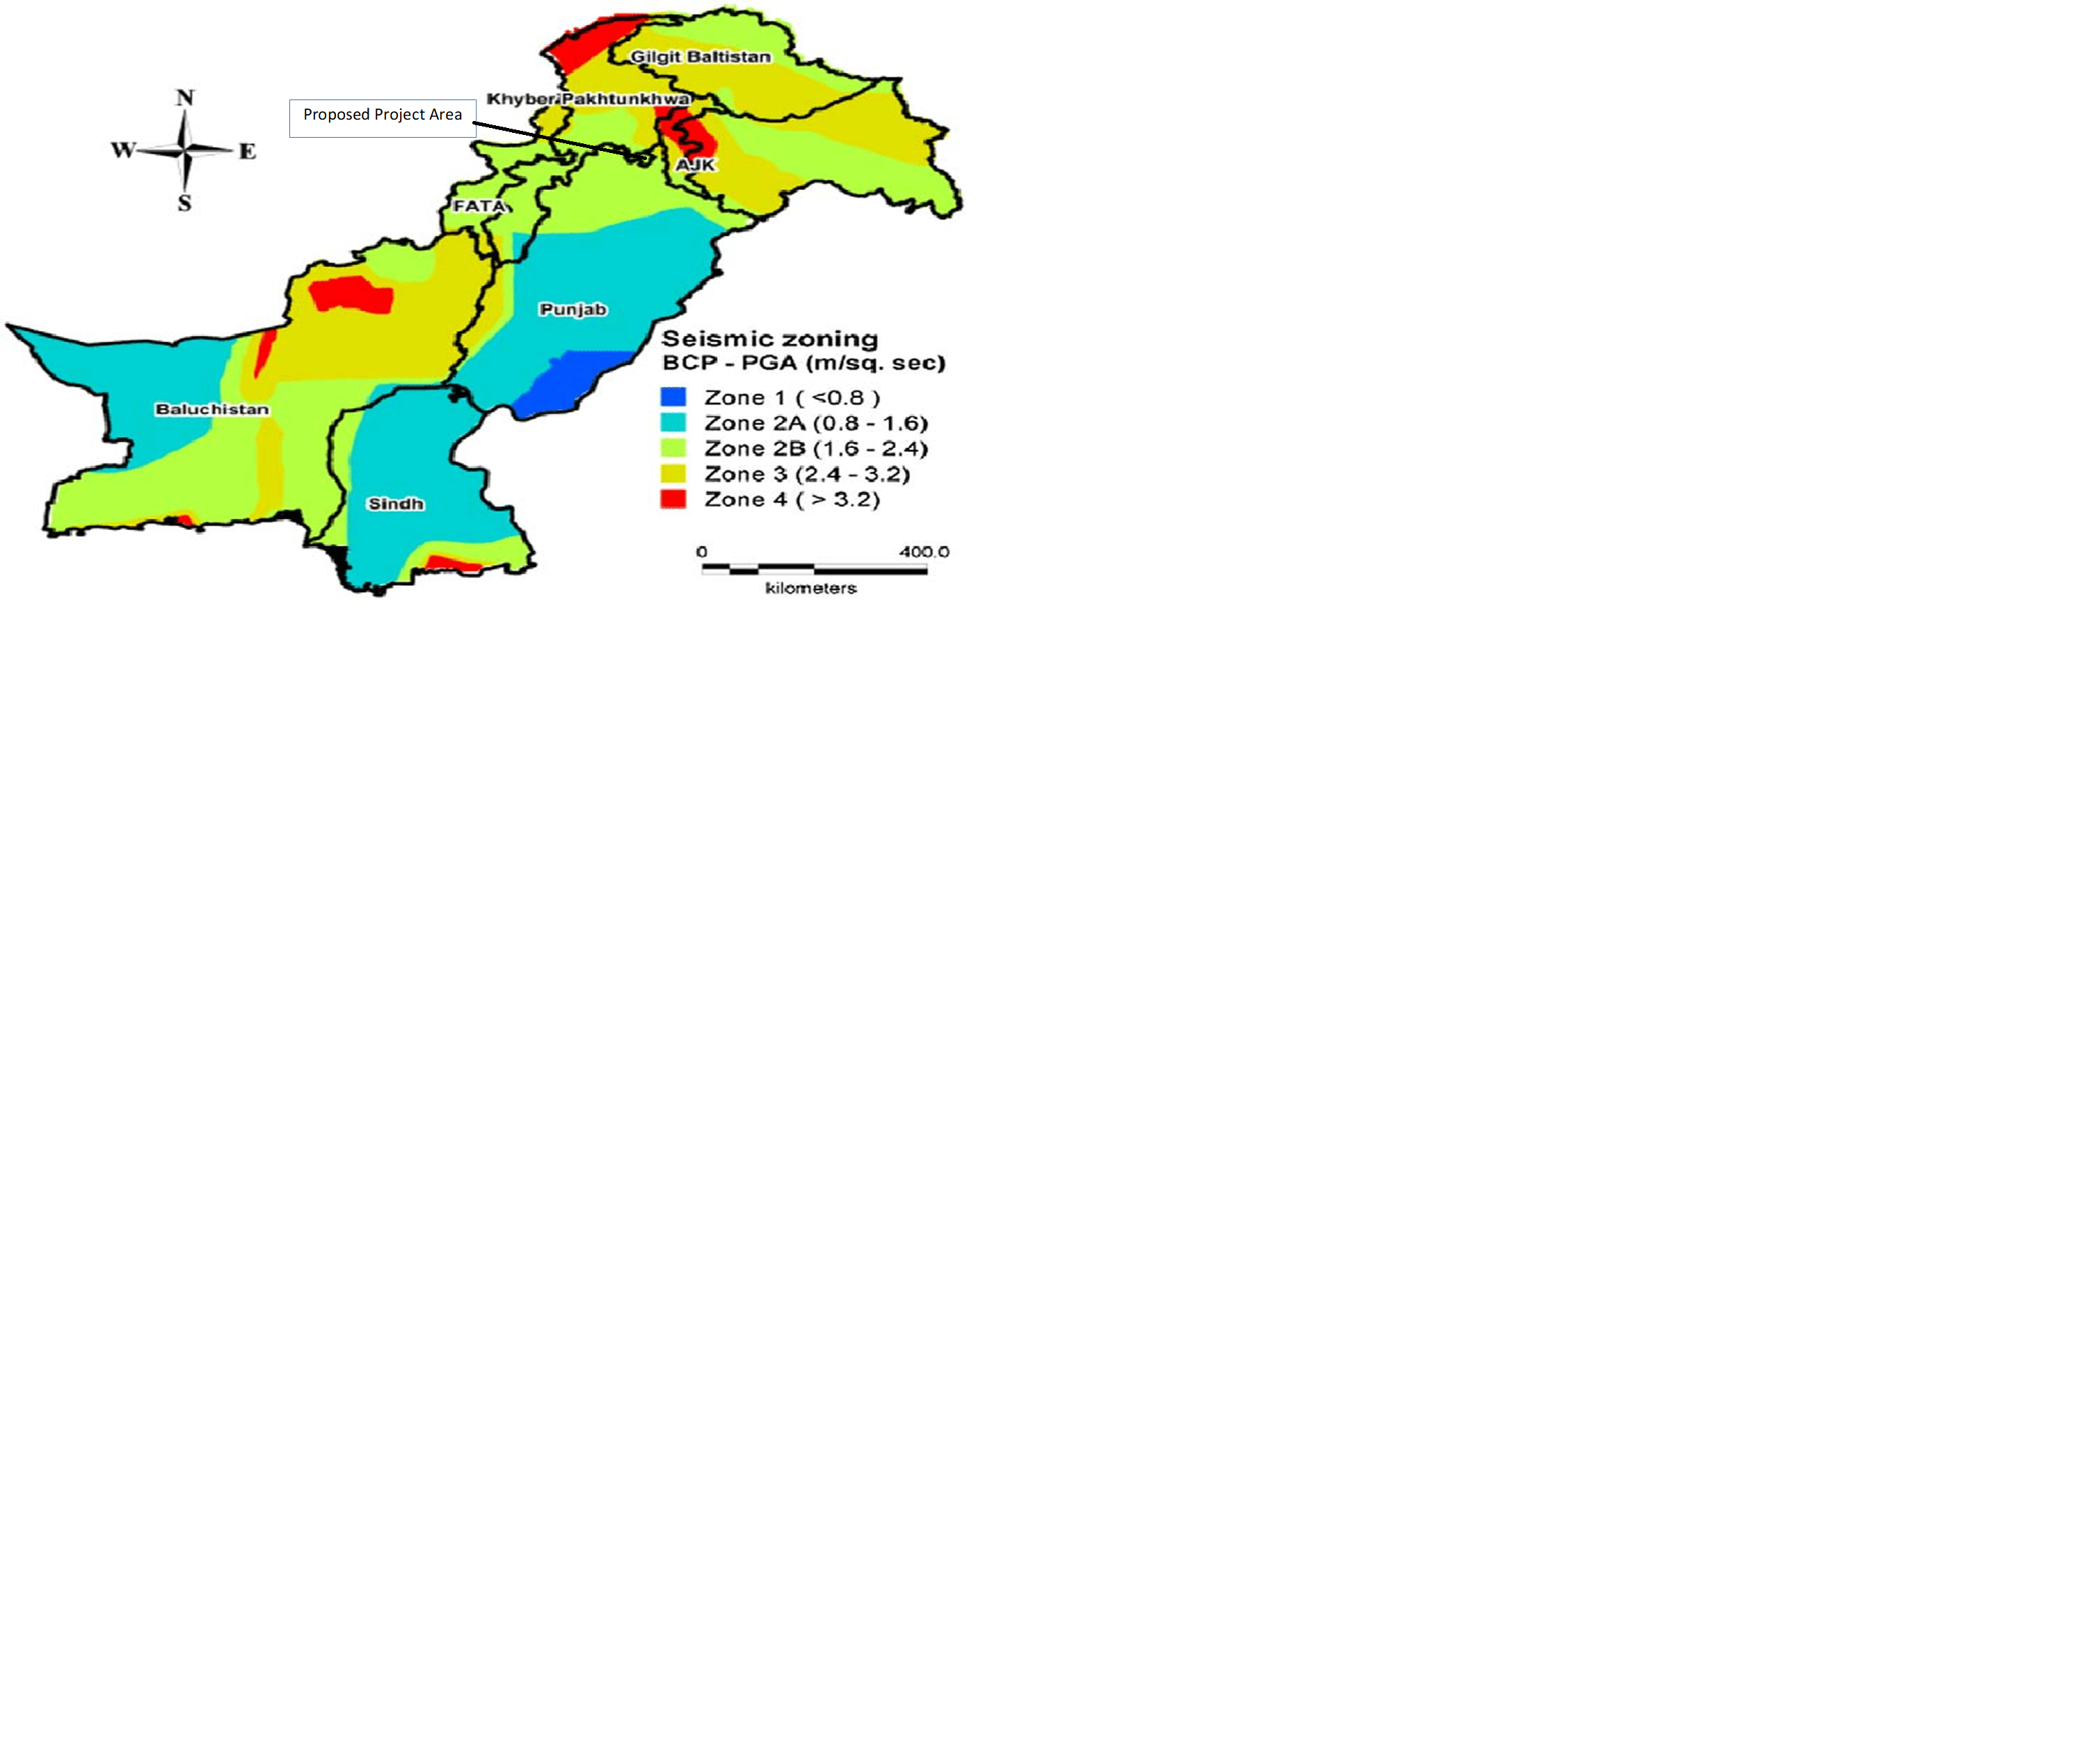 Gilgit Baltistan
N
Khyber Pakhtunkhwa
Proposed Project Area
W
E
AJK
S
FATA
Punjab
Seismic zoning
BCP - PGA (m/sq. sec)
Zone 1 ( <0.8 )
Zone 2A (0.8 - 1.6)
Baluchistan
Zone 2B (1.6 - 2.4)
Zone 3 (2.4 - 3.2)
Zone 4 ( > 3.2)
Sindh
0 400.0
kilometers